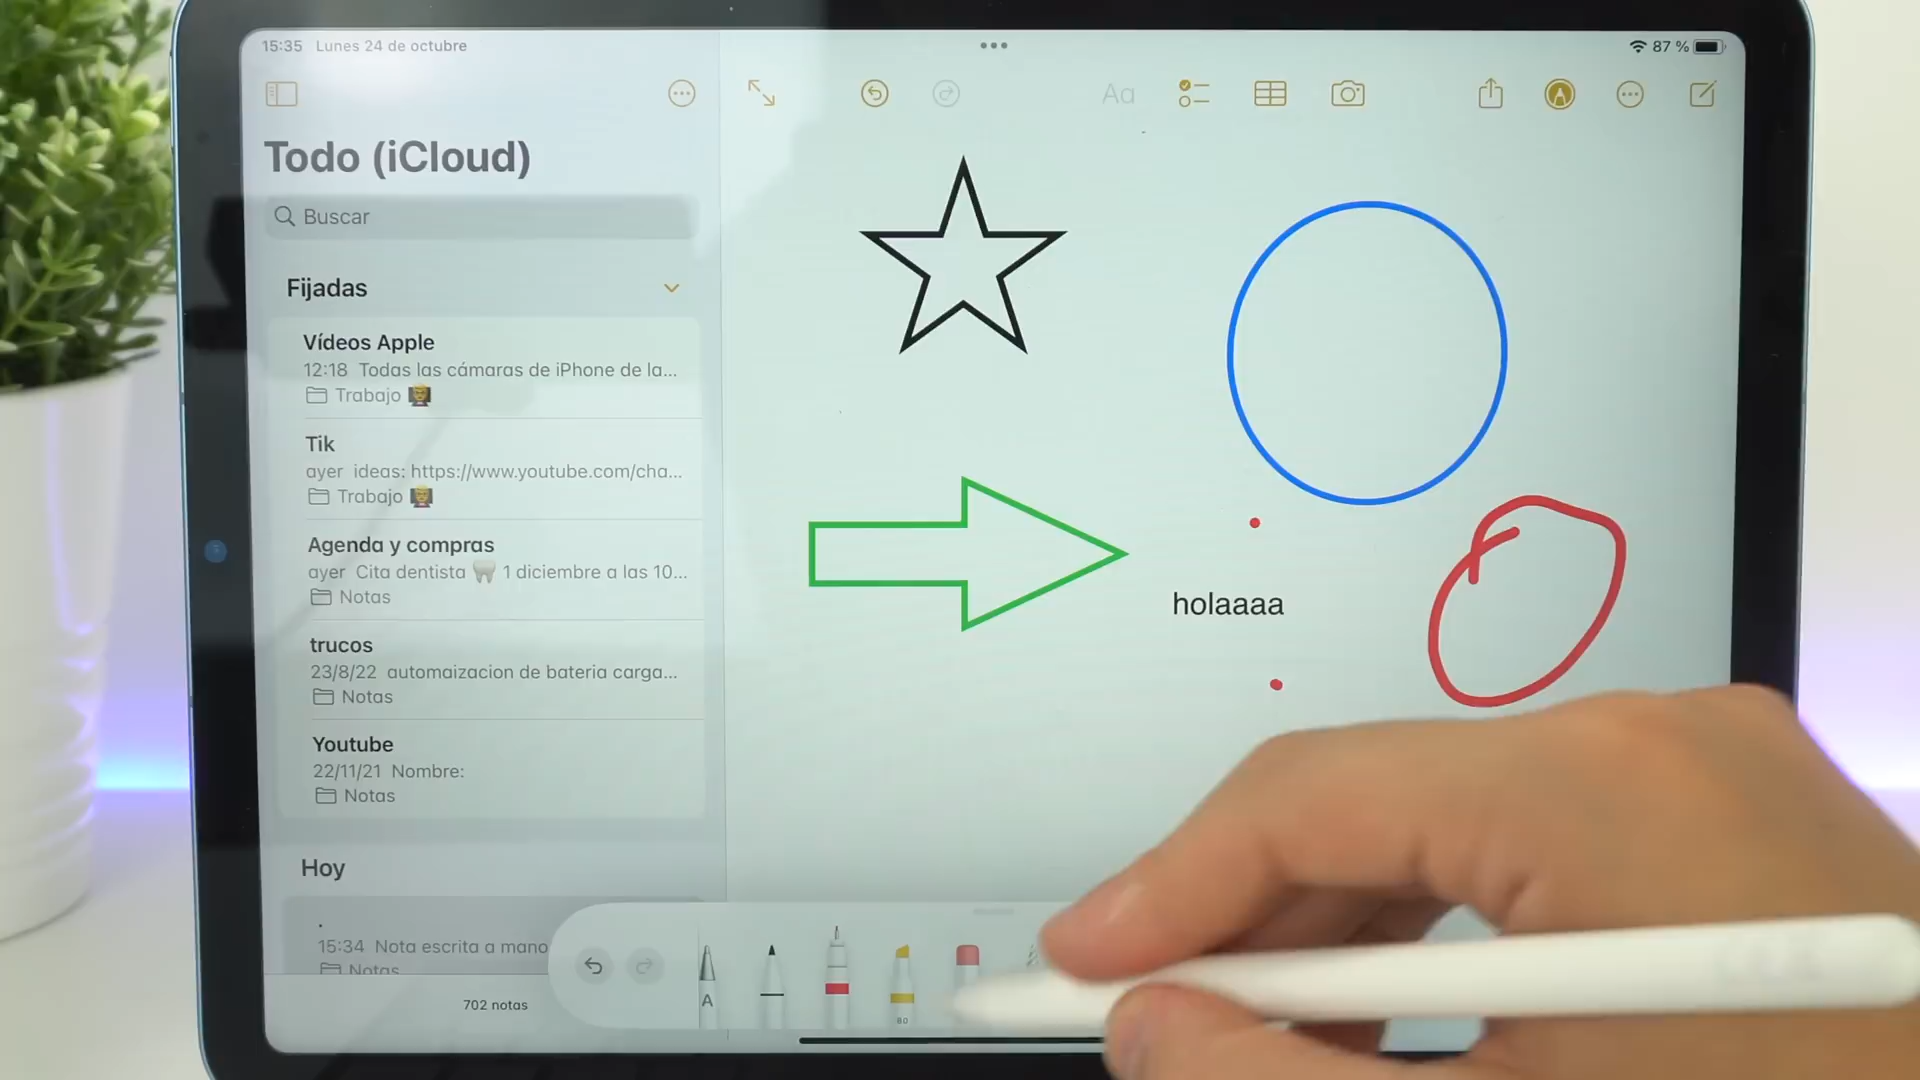 15:35 Lunes 24 de octubre
87 %
Todo (iCloud)
Buscar
Fijadas
Vídeos Apple
12:18 Todas las cámaras de iPhone de la...
Trabajo
Tik
ayer ideas: https://www.youtube.com/cha...
Trabajo
Agenda y compras
ayer Cita dentista 🦷 1 diciembre a las 10...
Notas
trucos
23/8/22 automaizacion de bateria carga...
Notas
Youtube
22/11/21 Nombre:
Notas
Hoy
.
15:34 Nota escrita a mano
Notas
702 notas
Aa
holaaaa
A
80